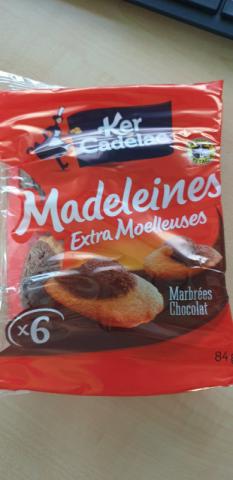 Ker
Cadélac
Madeleines
Extra Moelleuses
Marbrées
Chocolat
x6
84 g